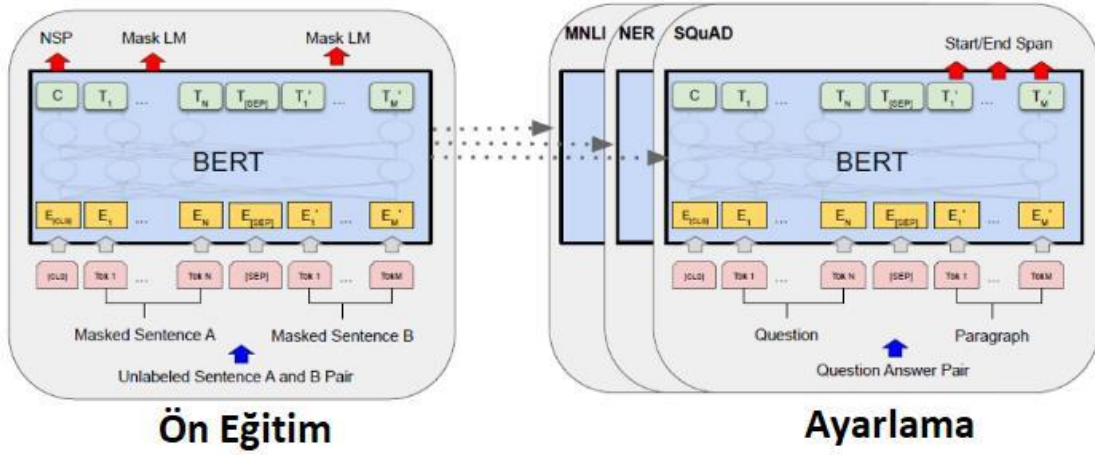 NSP Mask LM Mask LM
C T1 ... TN T[SEP] T1' ... TM'
BERT
E[CLS] E1 ... EN E[SEP] E1' ... EM'
[CLS] Tok 1 ... Tok N [SEP] Tok 1 ... TokM
Masked Sentence A Masked Sentence B
Unlabeled Sentence A and B Pair
Ön Eğitim
MNLI NER SQuAD
Start/End Span
C T1 ... TN T[SEP] T1' ... TM'
BERT
E[CLS] E1 ... EN E[SEP] E1' ... EM'
[CLS] Tok 1 ... Tok N [SEP] Tok 1 ... TokM
Question Paragraph
Question Answer Pair
Ayarlama